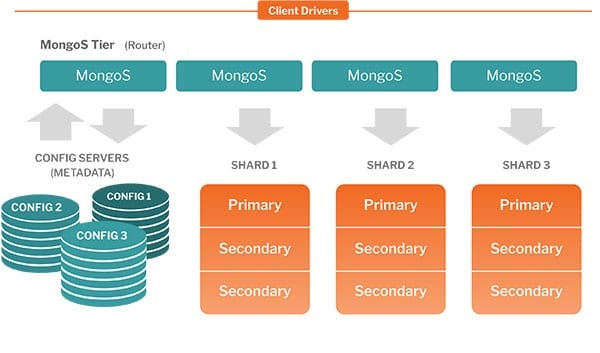 Client Drivers
MongoS Tier (Router)
MongoS MongoS MongoS MongoS
CONFIG SERVERS
(METADATA)
SHARD 1 SHARD 2 SHARD 3
CONFIG 1
CONFIG 2
CONFIG 3
Primary Primary Primary
Secondary Secondary Secondary
Secondary Secondary Secondary